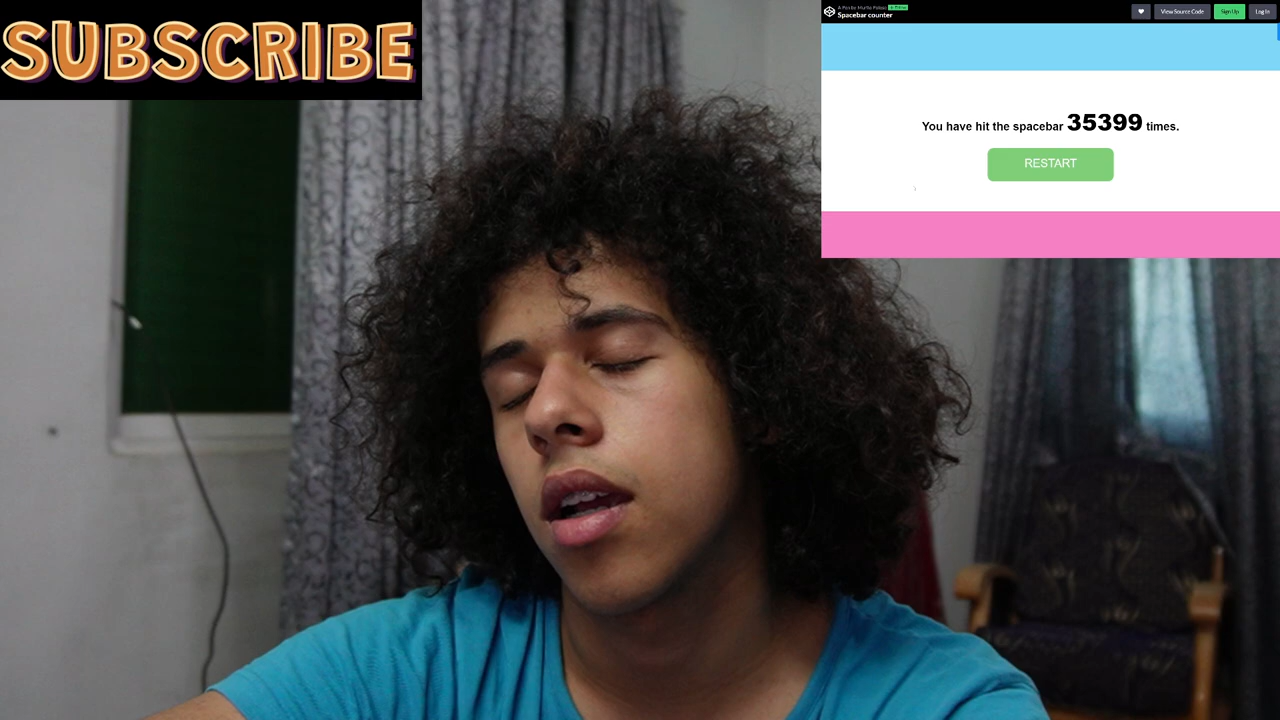 SUBSCRIBE
Spacebar counter
View Source Code
Sign Up
Log In
You have hit the spacebar 35399 times.
RESTART